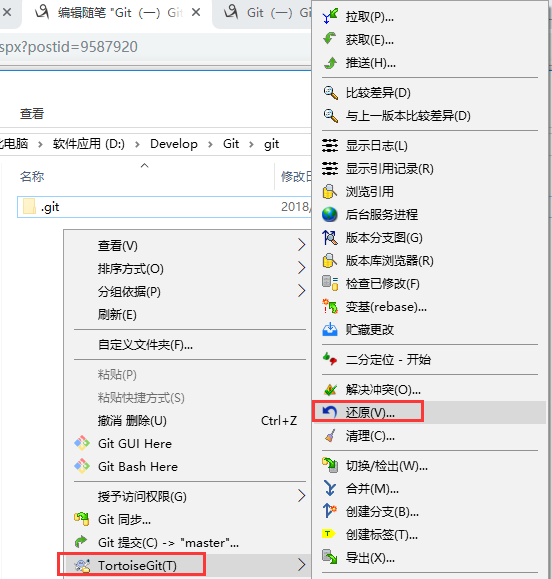 编辑随笔 "Git（一）Gi
Git（一）Gi
spx?postid=9587920
查看
比电脑 > 软件应用 (D:) > Develop > Git > git
名称
修改日
.git
2018/
查看(V)
排序方式(O)
分组依据(P)
刷新(E)
自定义文件夹(F)...
粘贴(P)
粘贴快捷方式(S)
撤消 删除(U) Ctrl+Z
Git GUI Here
Git Bash Here
授予访问权限(G)
Git 同步...
Git 提交(C) -> "master"...
TortoiseGit(T)
拉取(P)...
获取(E)...
推送(H)...
比较差异(D)
与上一版本比较差异(D)
显示日志(L)
显示引用记录(R)
浏览引用
后台服务进程
版本分支图(G)
版本库浏览器(R)
检查已修改(F)
变基(rebase)...
贮藏更改
二分定位 - 开始
解决冲突(O)...
还原(V)...
清理(C)...
切换/检出(W)...
合并(M)...
创建分支(B)...
创建标签(T)...
导出(X)...